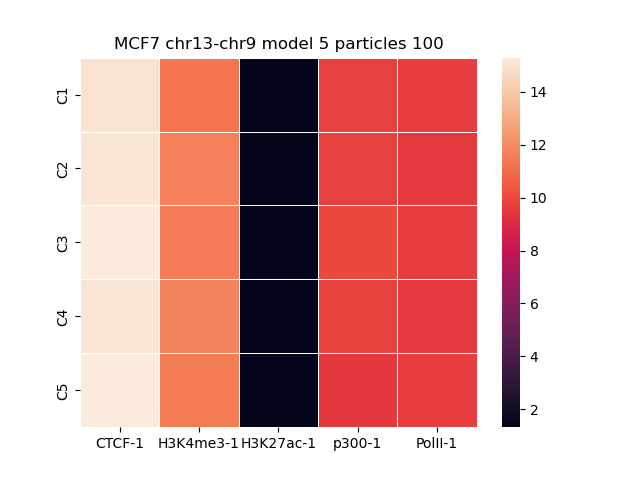 MCF7 chr13-chr9 model 5 particles 100
C1
C2
C3
C4
C5
CTCF-1 H3K4me3-1 H3K27ac-1 p300-1 PolII-1
14
12
10
8
6
4
2